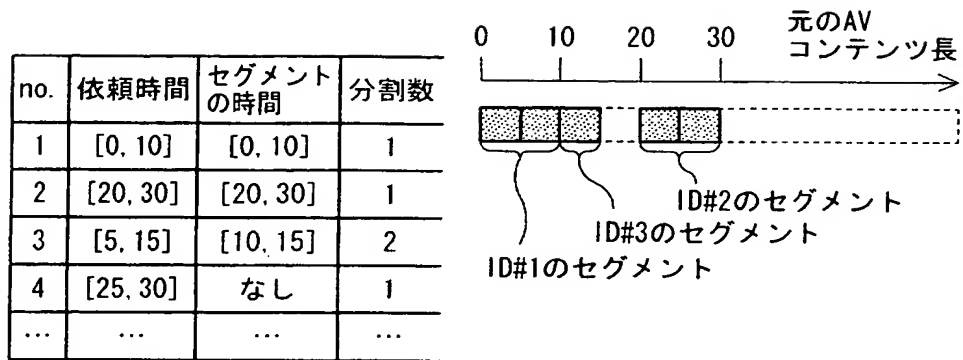 no. 依頼時間 セグメントの時間 分割数
1 [0, 10] [0, 10] 1
2 [20, 30] [20, 30] 1
3 [5, 15] [10, 15] 2
4 [25, 30] なし 1
… … … …
0 10 20 30
元のAV
コンテンツ長
ID#2のセグメント
ID#3のセグメント
ID#1のセグメント